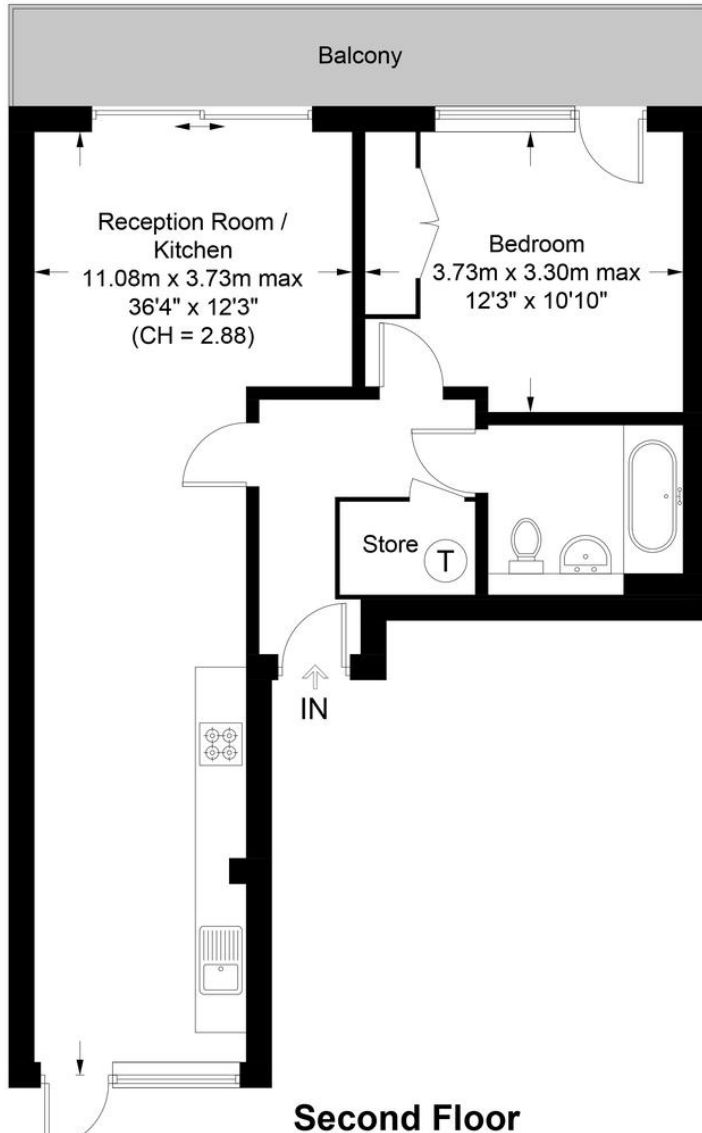 Balcony
Reception Room /
Kitchen
11.08m x 3.73m max
36'4" x 12'3"
(CH = 2.88)
Bedroom
3.73m x 3.30m max
12'3" x 10'10"
Store
T
IN
Second Floor